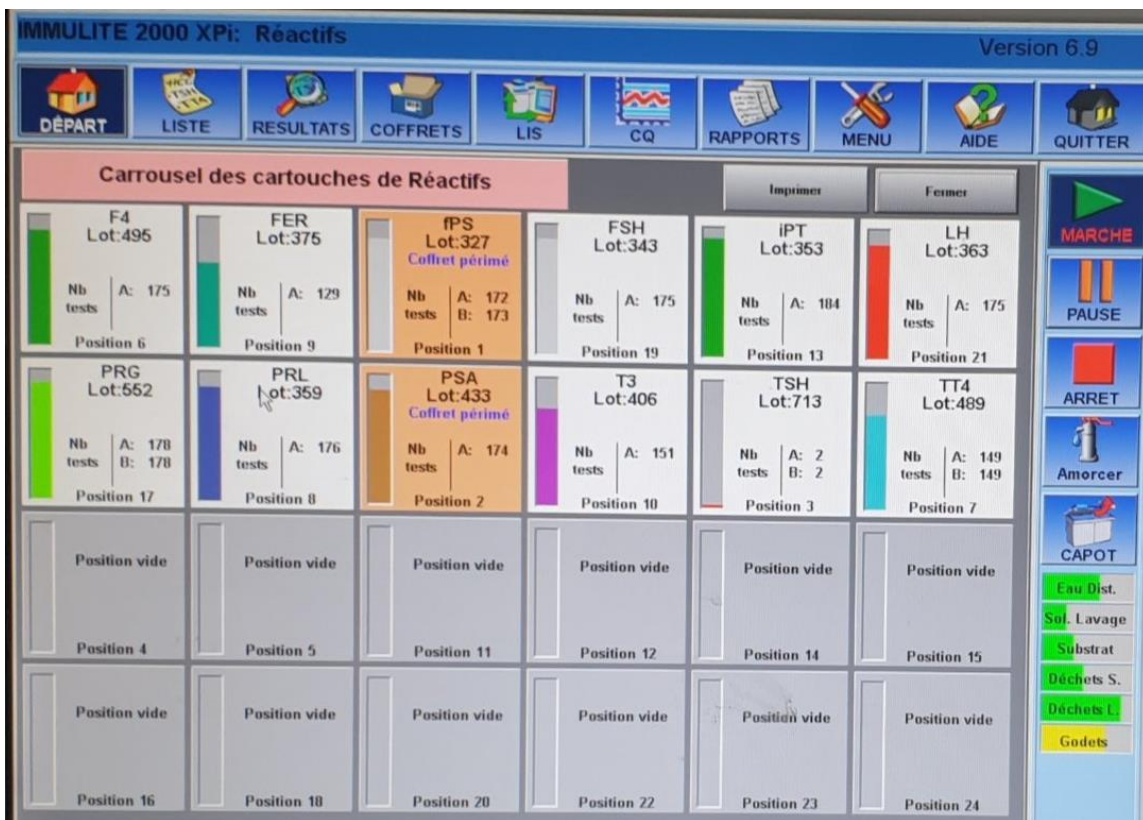 IMMULITE 2000 XPi: Réactifs
Version 6.9
DÉPART
LISTE
RESULTATS
COFFRETS
LIS
CQ
RAPPORTS
MENU
AIDE
QUITTER
Carrousel des cartouches de Réactifs
Imprimer
Fermer
F4
Lot:495
Nb tests A: 175
Position 6
FER
Lot:375
Nb tests A: 129
Position 9
fPS
Lot:327
Coffret périmé
Nb A: 172
tests B: 173
Position 1
FSH
Lot:343
Nb tests A: 175
Position 19
iPT
Lot:353
Nb tests A: 184
Position 13
LH
Lot:363
Nb tests A: 175
Position 21
PRG
Lot:552
Nb A: 178
tests B: 178
Position 17
PRL
Lot:359
Nb tests A: 176
Position 8
PSA
Lot:433
Coffret périmé
Nb tests A: 174
Position 2
T3
Lot:406
Nb tests A: 151
Position 10
TSH
Lot:713
Nb A: 2
tests B: 2
Position 3
TT4
Lot:489
Nb A: 149
tests B: 149
Position 7
Position vide
Position 4
Position vide
Position 5
Position vide
Position 11
Position vide
Position 12
Position vide
Position 14
Position vide
Position 15
Position vide
Position 16
Position vide
Position 18
Position vide
Position 20
Position vide
Position 22
Position vide
Position 23
Position vide
Position 24
MARCHE
PAUSE
ARRET
Amorcer
CAPOT
Eau Dist.
Sol. Lavage
Substrat
Déchets S.
Déchets L.
Godets